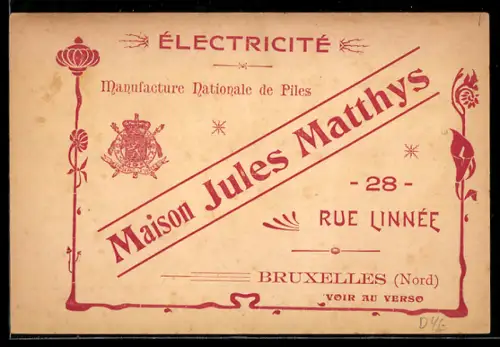 ÉLECTRICITÉ
Manufacture Nationale de Piles
Maison Jules Matthys
- 28 -
RUE LINNÉE
BRUXELLES (Nord)
VOIR AU VERSO